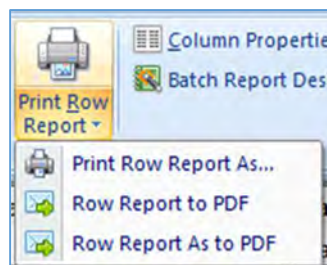 Column Propertie
Batch Report Des
Print Row
Report
Print Row Report As...
Row Report to PDF
Row Report As to PDF